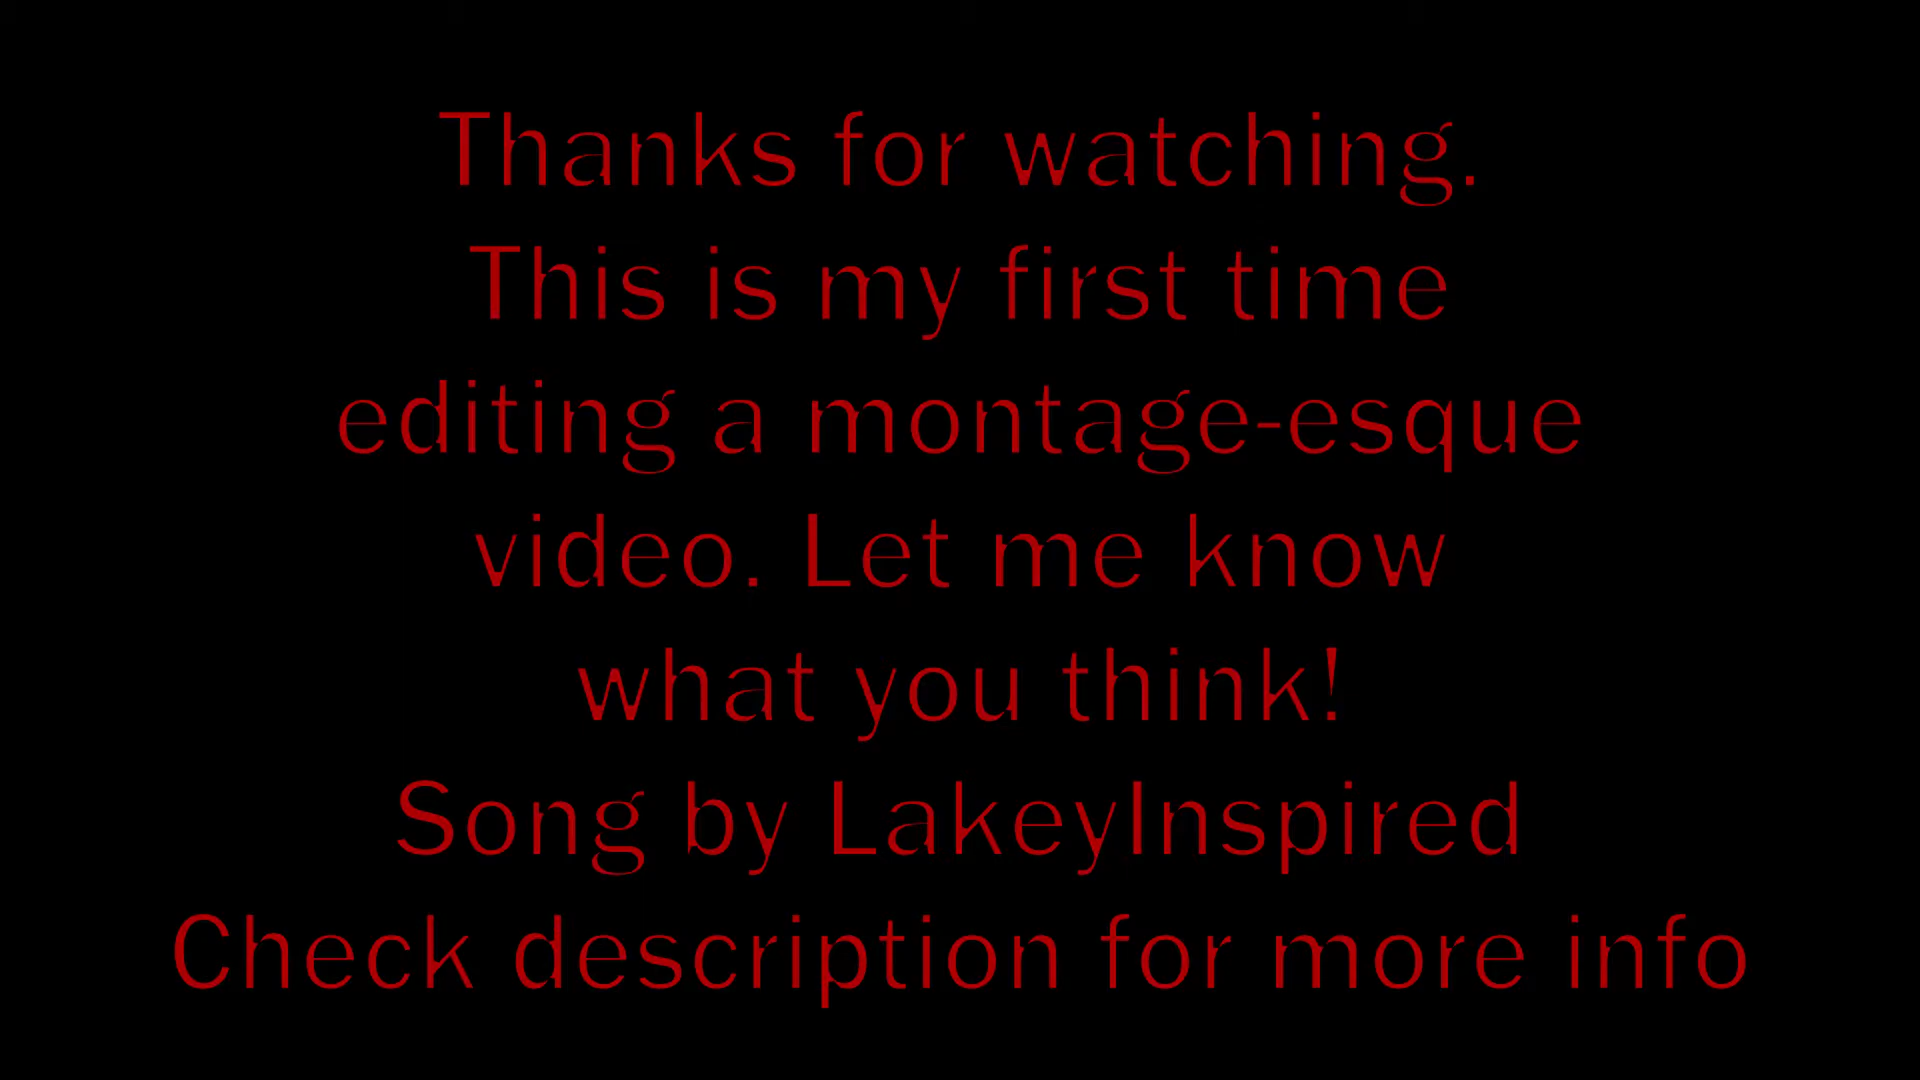 Thanks for watching.
This is my first time
editing a montage-esque
video. Let me know
what you think!
Song by LakeyInspired
Check description for more info